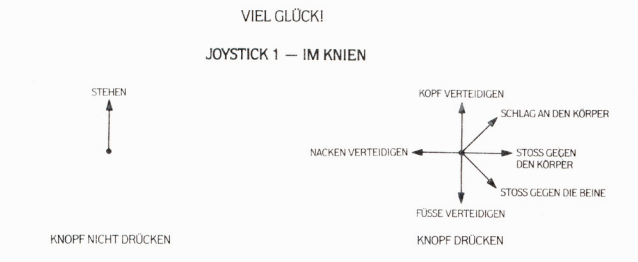 VIEL GLÜCK!
JOYSTICK 1 — IM KNIEN
STEHEN
KNOPF NICHT DRÜCKEN
KOPF VERTEIDIGEN
SCHLAG AN DEN KÖRPER
NACKEN VERTEIDIGEN
STOSS GEGEN
DEN KÖRPER
STOSS GEGEN DIE BEINE
FÜSSE VERTEIDIGEN
KNOPF DRÜCKEN